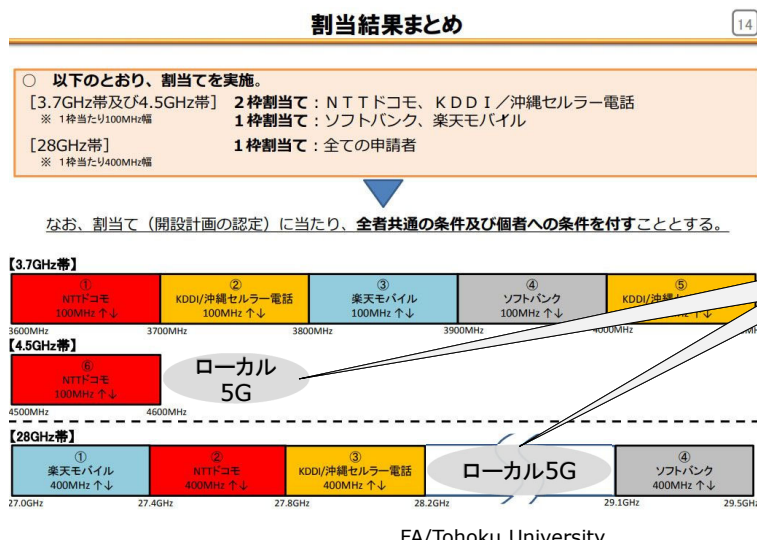 割当結果まとめ
14
○ 以下のとおり、割当てを実施。
[3.7GHz帯及び4.5GHz帯] 2枠割当て：ＮＴＴドコモ、ＫＤＤＩ／沖縄セルラー電話
※ 1枠当たり100MHz幅 1枠割当て：ソフトバンク、楽天モバイル
[28GHz帯] 1枠割当て：全ての申請者
※ 1枠当たり400MHz幅
なお、割当て（開設計画の認定）に当たり、全者共通の条件及び個者への条件を付すこととする。
【3.7GHz帯】
① ② ③ ④ ⑤
NTTドコモ KDDI/沖縄セルラー電話 楽天モバイル ソフトバンク KDDI/沖縄
100MHz ↑↓ 100MHz ↑↓ 100MHz ↑↓ 100MHz ↑↓ ↑↓
3600MHz 3700MHz 3800MHz 3900MHz 4000MHz
【4.5GHz帯】
⑥
NTTドコモ
100MHz ↑↓
ローカル
5G
4500MHz 4600MHz
【28GHz帯】
① ② ③ ④
楽天モバイル NTTドコモ KDDI/沖縄セルラー電話 ローカル5G ソフトバンク
400MHz ↑↓ 400MHz ↑↓ 400MHz ↑↓ 400MHz ↑↓
27.0GHz 27.4GHz 27.8GHz 28.2GHz 29.1GHz 29.5GHz